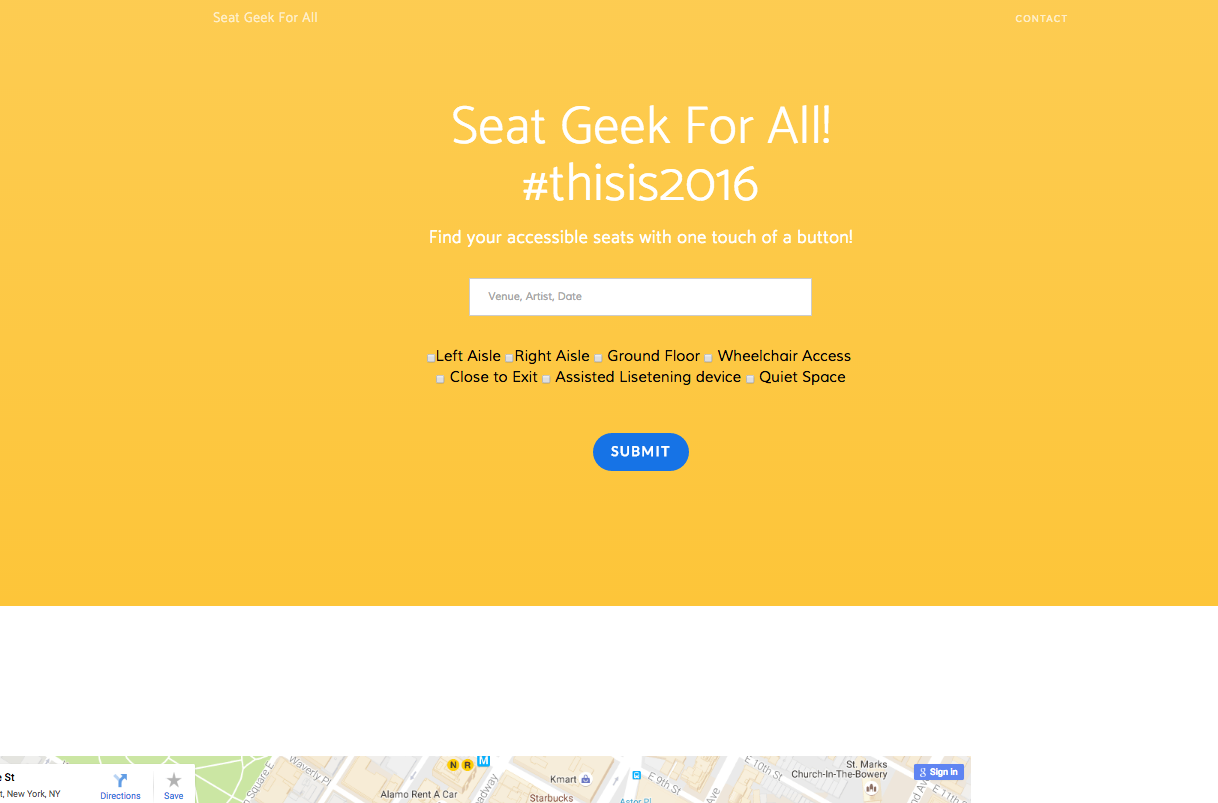 Seat Geek For All
CONTACT
Seat Geek For All!
#thisis2016
Find your accessible seats with one touch of a button!
Venue, Artist, Date
Left Aisle Right Aisle Ground Floor Wheelchair Access
Close to Exit Assisted Lisetening device Quiet Space
SUBMIT
e St
t, New York, NY
Directions
Save
Waverly Pl
N R
M
Alamo Rent A Car
Kmart
Starbucks
Astor Pl
E 9th St
E 10th St
St. Marks
Church-In-The-Bowery
Sign in
E 11th